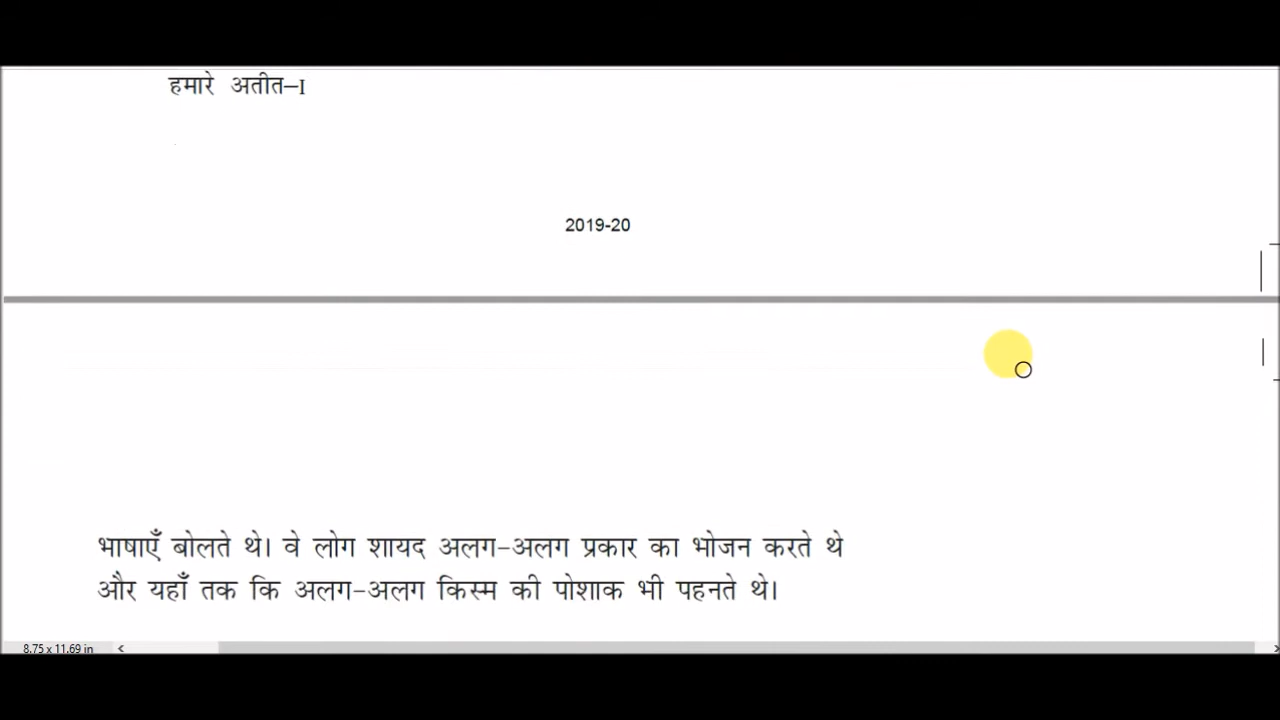 हमारे अतीत–I
2019-20
भाषाएँ बोलते थे। वे लोग शायद अलग-अलग प्रकार का भोजन करते थे
और यहाँ तक कि अलग-अलग किस्म की पोशाक भी पहनते थे।
8.75 x 11.69 in